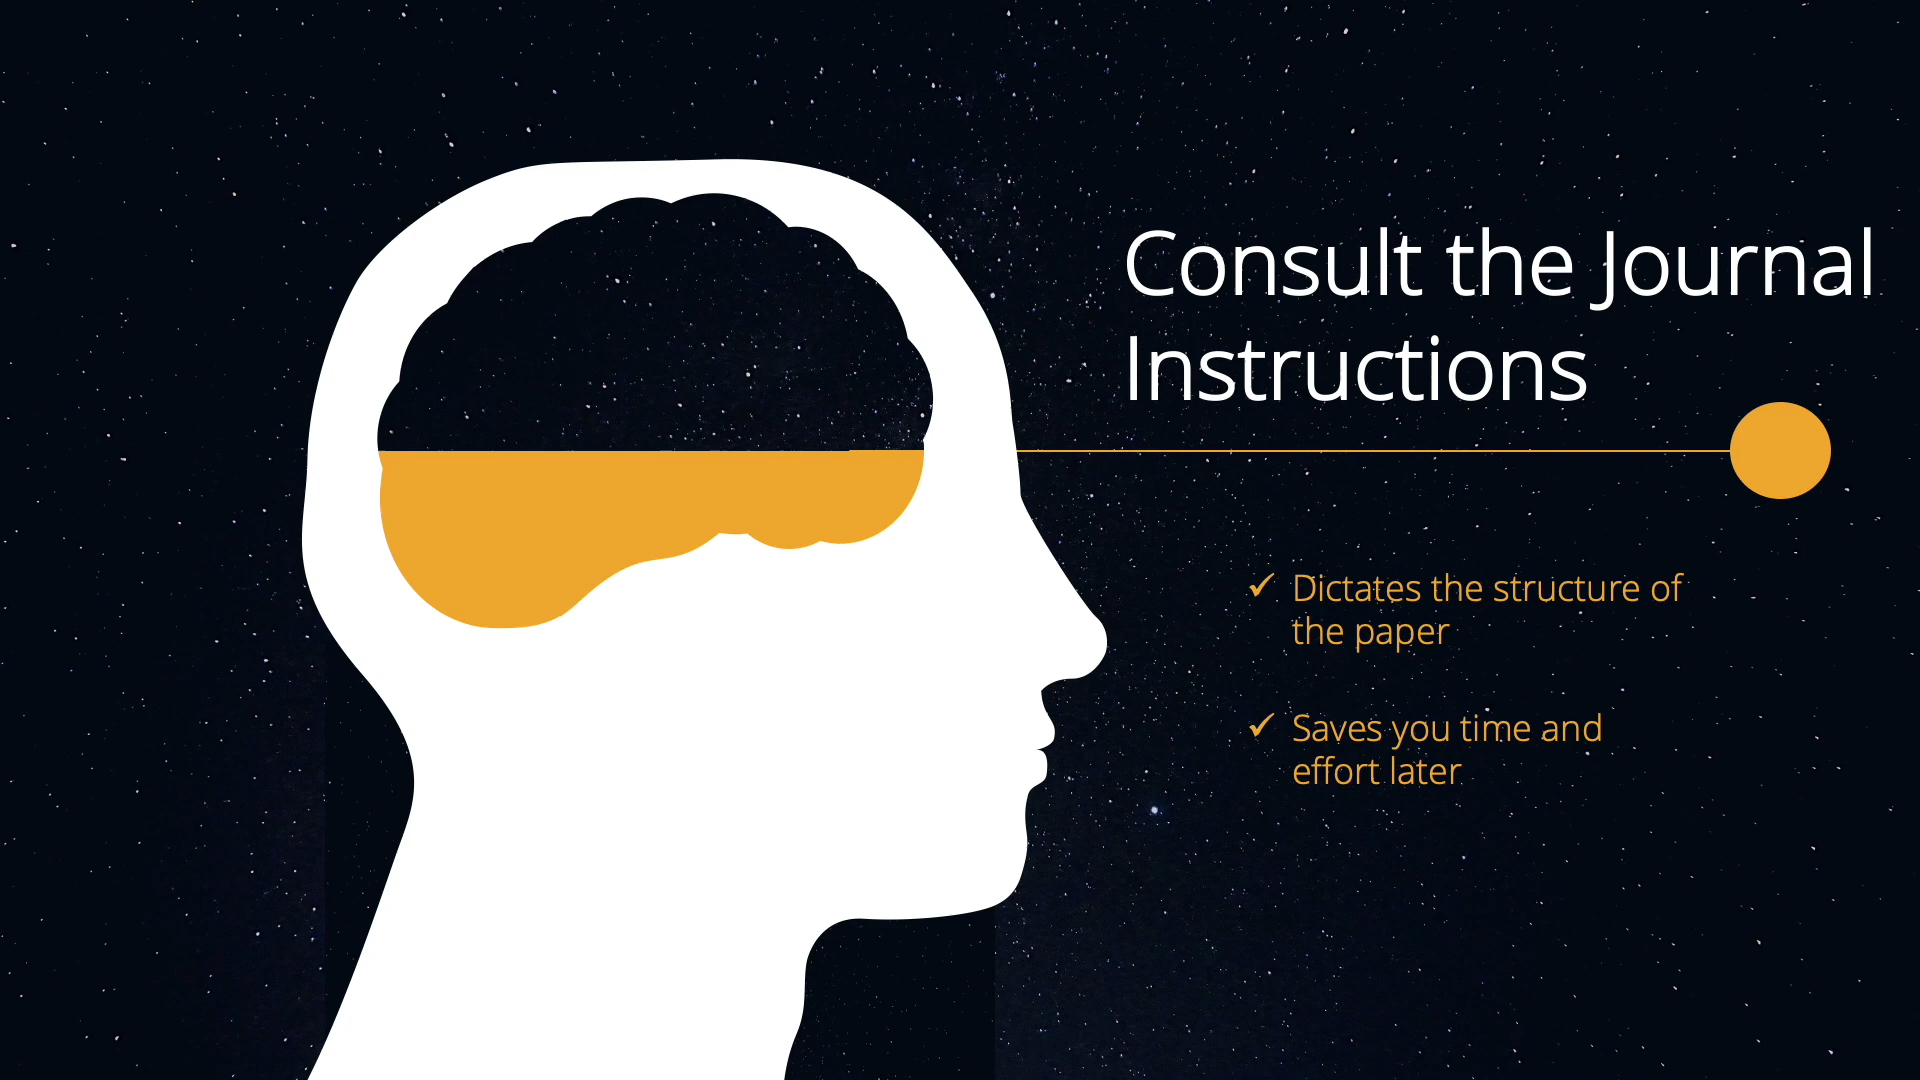 Consult the Journal
Instructions
✓ Dictates the structure of
the paper
✓ Saves you time and
effort later